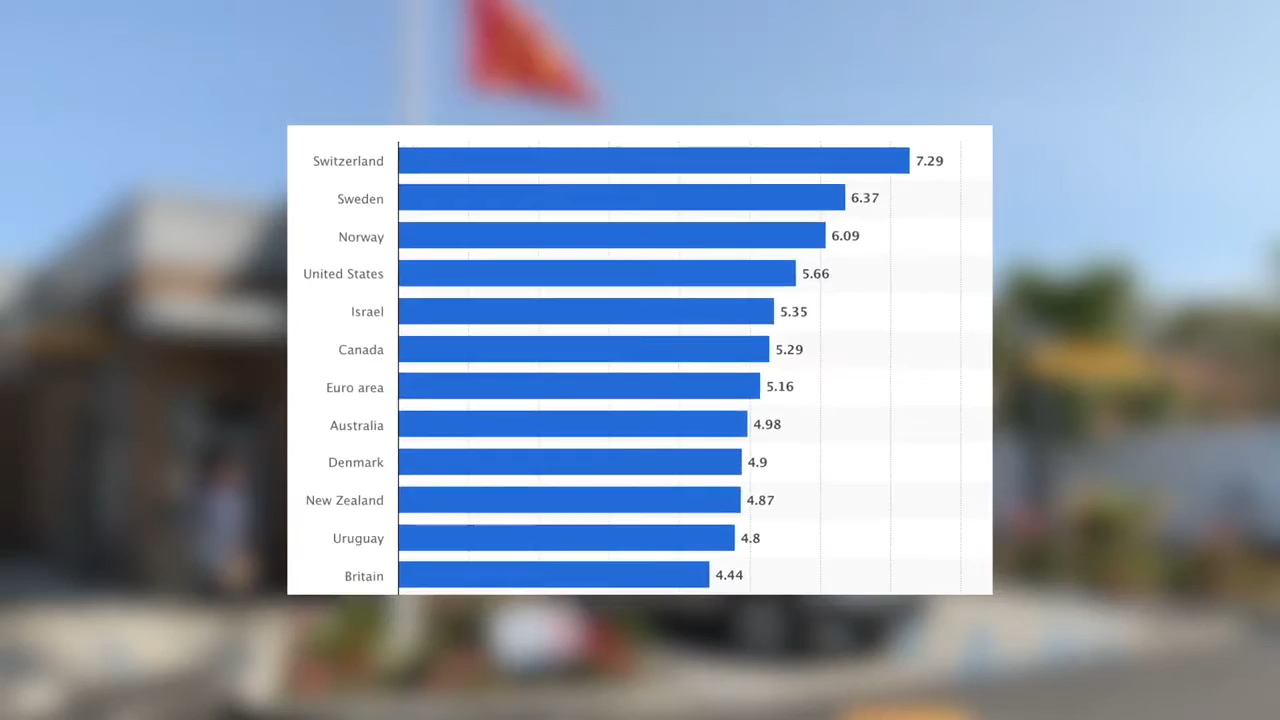 Switzerland 7.29
Sweden 6.37
Norway 6.09
United States 5.66
Israel 5.35
Canada 5.29
Euro area 5.16
Australia 4.98
Denmark 4.9
New Zealand 4.87
Uruguay 4.8
Britain 4.44